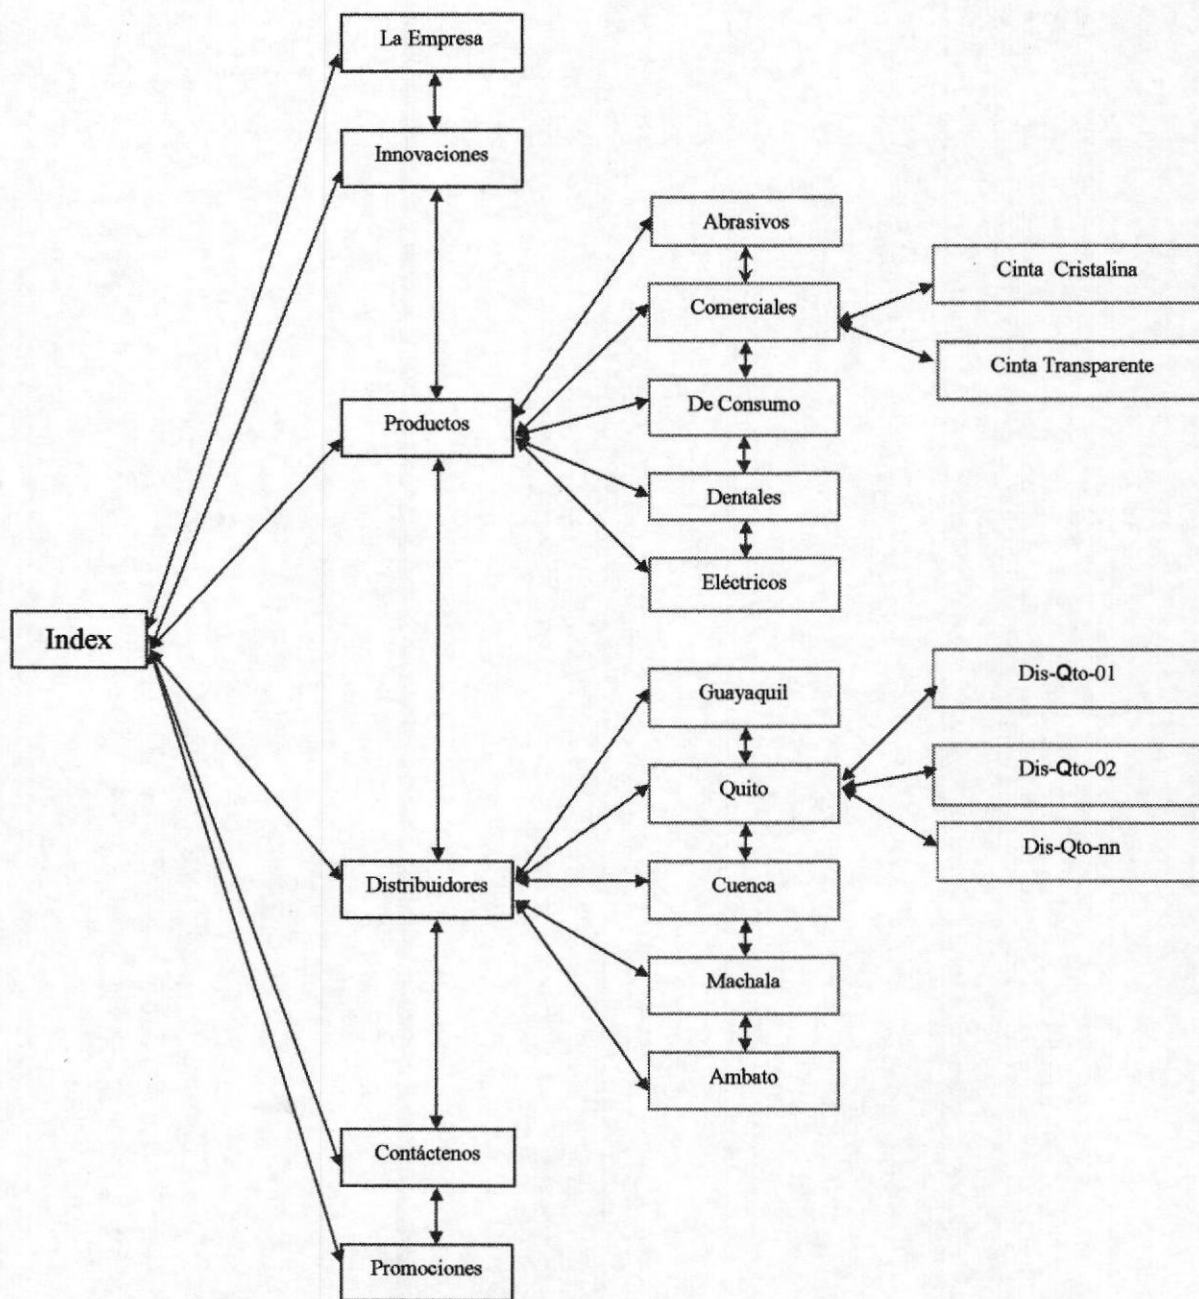 La Empresa
Innovaciones
Productos
Abrasivos
Comerciales
De Consumo
Dentales
Eléctricos
Cinta Cristalina
Cinta Transparente
Index
Distribuidores
Guayaquil
Quito
Cuenca
Machala
Ambato
Dis-Qto-01
Dis-Qto-02
Dis-Qto-nn
Contáctenos
Promociones